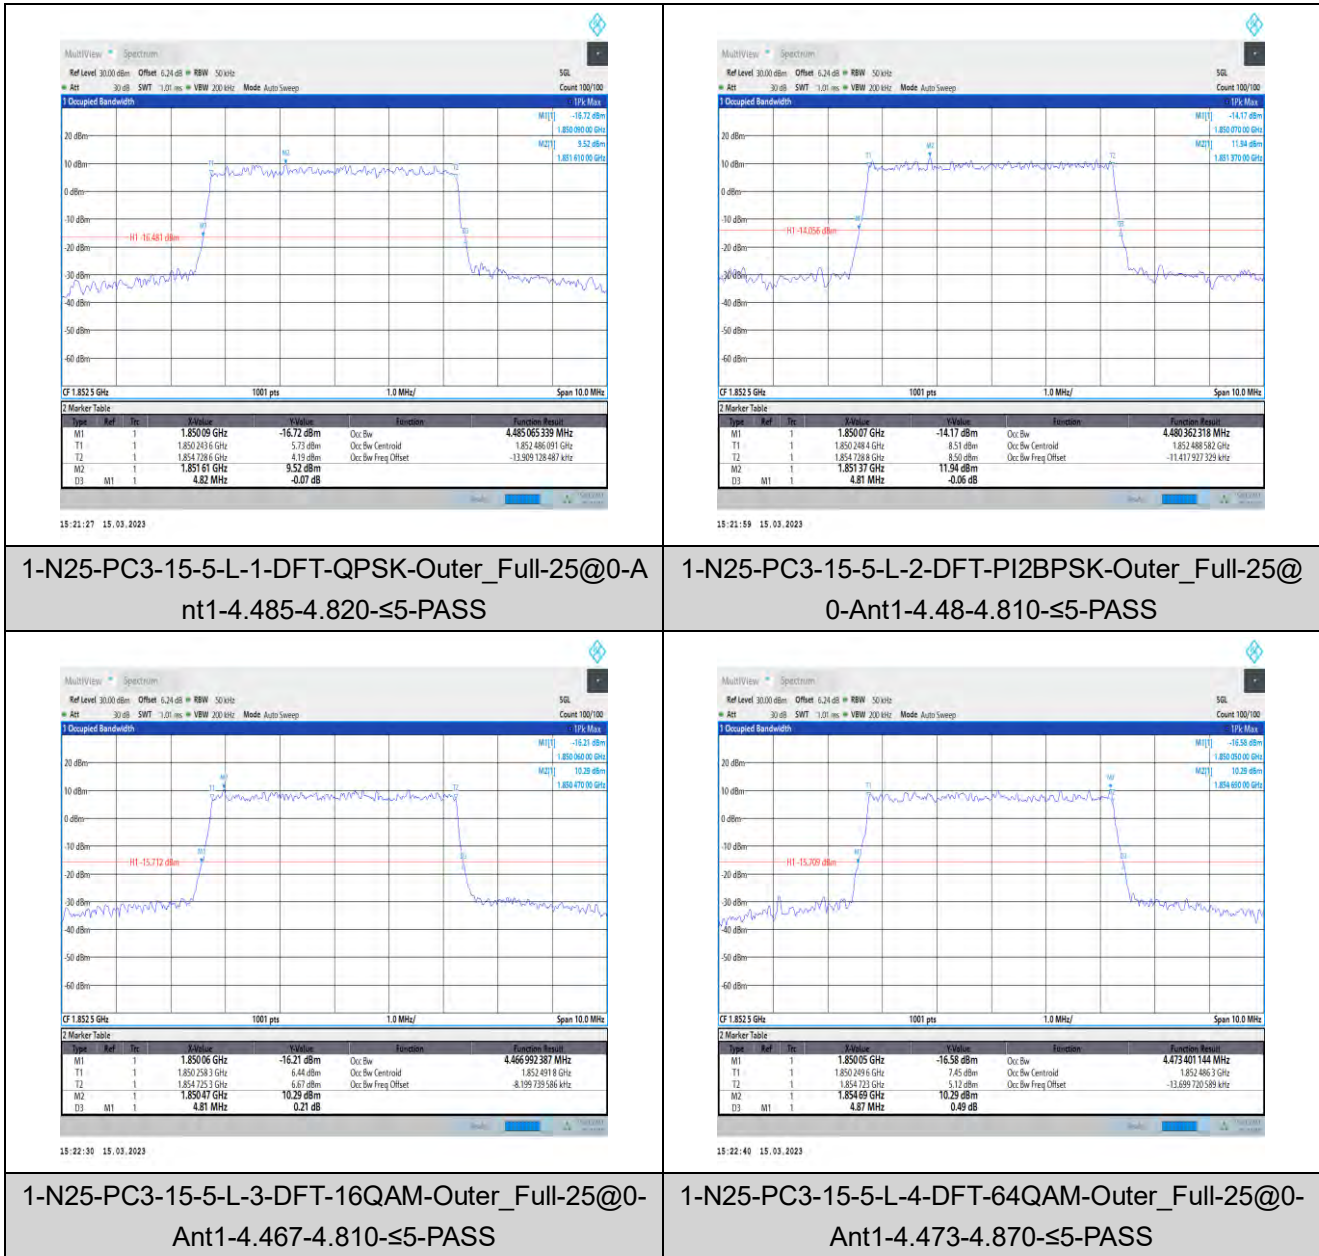 MultiView Spectrum
Ref Level 30.00 dBm Offset 6.24 dB RBW 50 kHz SGL
Att 30 dB SWT 1.01 ms VBW 200 kHz Mode Auto Sweep Count 100/100
1 Occupied Bandwidth 1Pk Max
M1[1] -16.72 dBm
1.850 090 00 GHz
M2[1] 9.52 dBm
1.851 610 00 GHz
20 dBm
10 dBm
0 dBm
-10 dBm
-20 dBm
-30 dBm
-40 dBm
-50 dBm
-60 dBm
T1
M2
T2
M1
D3
H1 -16.481 dBm
CF 1.852 5 GHz 1001 pts 1.0 MHz/ Span 10.0 MHz
2 Marker Table
Type Ref Trc X-Value Y-Value Function Function Result
M1 1 1.85009 GHz -16.72 dBm Occ Bw 4.485 065 339 MHz
T1 1 1.850 243 6 GHz 5.73 dBm Occ Bw Centroid 1.852 486 091 GHz
T2 1 1.854 728 6 GHz 4.19 dBm Occ Bw Freq Offset -13.909 128 487 kHz
M2 1 1.85161 GHz 9.52 dBm
D3 M1 1 4.82 MHz -0.07 dB
15:21:27 15.03.2023
1-N25-PC3-15-5-L-1-DFT-QPSK-Outer_Full-25@0-A
nt1-4.485-4.820-≤5-PASS
MultiView Spectrum
Ref Level 30.00 dBm Offset 6.24 dB RBW 50 kHz SGL
Att 30 dB SWT 1.01 ms VBW 200 kHz Mode Auto Sweep Count 100/100
1 Occupied Bandwidth 1Pk Max
M1[1] -14.17 dBm
1.850 070 00 GHz
M2[1] 11.94 dBm
1.851 370 00 GHz
20 dBm
10 dBm
0 dBm
-10 dBm
-20 dBm
-30 dBm
-40 dBm
-50 dBm
-60 dBm
T1
M2
T2
H1 -14.056 dBm
CF 1.852 5 GHz 1001 pts 1.0 MHz/ Span 10.0 MHz
2 Marker Table
Type Ref Trc X-Value Y-Value Function Function Result
M1 1 1.85007 GHz -14.17 dBm Occ Bw 4.480 362 318 MHz
T1 1 1.850 248 4 GHz 8.51 dBm Occ Bw Centroid 1.852 488 582 GHz
T2 1 1.854 728 8 GHz 8.50 dBm Occ Bw Freq Offset -11.417 927 329 kHz
M2 1 1.85137 GHz 11.94 dBm
D3 M1 1 4.81 MHz -0.06 dB
15:21:59 15.03.2023
1-N25-PC3-15-5-L-2-DFT-PI2BPSK-Outer_Full-25@
0-Ant1-4.48-4.810-≤5-PASS
MultiView Spectrum
Ref Level 30.00 dBm Offset 6.24 dB RBW 50 kHz SGL
Att 30 dB SWT 1.01 ms VBW 200 kHz Mode Auto Sweep Count 100/100
1 Occupied Bandwidth 1Pk Max
M1[1] -16.21 dBm
1.850 060 00 GHz
M2[1] 10.29 dBm
1.850 470 00 GHz
20 dBm
10 dBm
0 dBm
-10 dBm
-20 dBm
-30 dBm
-40 dBm
-50 dBm
-60 dBm
T1
M2
T2
M1
D3
H1 -15.712 dBm
CF 1.852 5 GHz 1001 pts 1.0 MHz/ Span 10.0 MHz
2 Marker Table
Type Ref Trc X-Value Y-Value Function Function Result
M1 1 1.85006 GHz -16.21 dBm Occ Bw 4.466 992 387 MHz
T1 1 1.850 258 3 GHz 6.44 dBm Occ Bw Centroid 1.852 491 8 GHz
T2 1 1.854 725 3 GHz 6.67 dBm Occ Bw Freq Offset -8.199 739 586 kHz
M2 1 1.85047 GHz 10.29 dBm
D3 M1 1 4.81 MHz 0.21 dB
15:22:30 15.03.2023
1-N25-PC3-15-5-L-3-DFT-16QAM-Outer_Full-25@0-
Ant1-4.467-4.810-≤5-PASS
MultiView Spectrum
Ref Level 30.00 dBm Offset 6.24 dB RBW 50 kHz SGL
Att 30 dB SWT 1.01 ms VBW 200 kHz Mode Auto Sweep Count 100/100
1 Occupied Bandwidth 1Pk Max
M1[1] -16.58 dBm
1.850 050 00 GHz
M2[1] 10.29 dBm
1.854 690 00 GHz
20 dBm
10 dBm
0 dBm
-10 dBm
-20 dBm
-30 dBm
-40 dBm
-50 dBm
-60 dBm
T1
M2
M1
D3
H1 -15.709 dBm
CF 1.852 5 GHz 1001 pts 1.0 MHz/ Span 10.0 MHz
2 Marker Table
Type Ref Trc X-Value Y-Value Function Function Result
M1 1 1.85005 GHz -16.58 dBm Occ Bw 4.473 401 144 MHz
T1 1 1.850 249 6 GHz 7.45 dBm Occ Bw Centroid 1.852 486 3 GHz
T2 1 1.854 723 GHz 5.12 dBm Occ Bw Freq Offset -13.699 720 589 kHz
M2 1 1.85469 GHz 10.29 dBm
D3 M1 1 4.87 MHz 0.49 dB
15:22:40 15.03.2023
1-N25-PC3-15-5-L-4-DFT-64QAM-Outer_Full-25@0-
Ant1-4.473-4.870-≤5-PASS